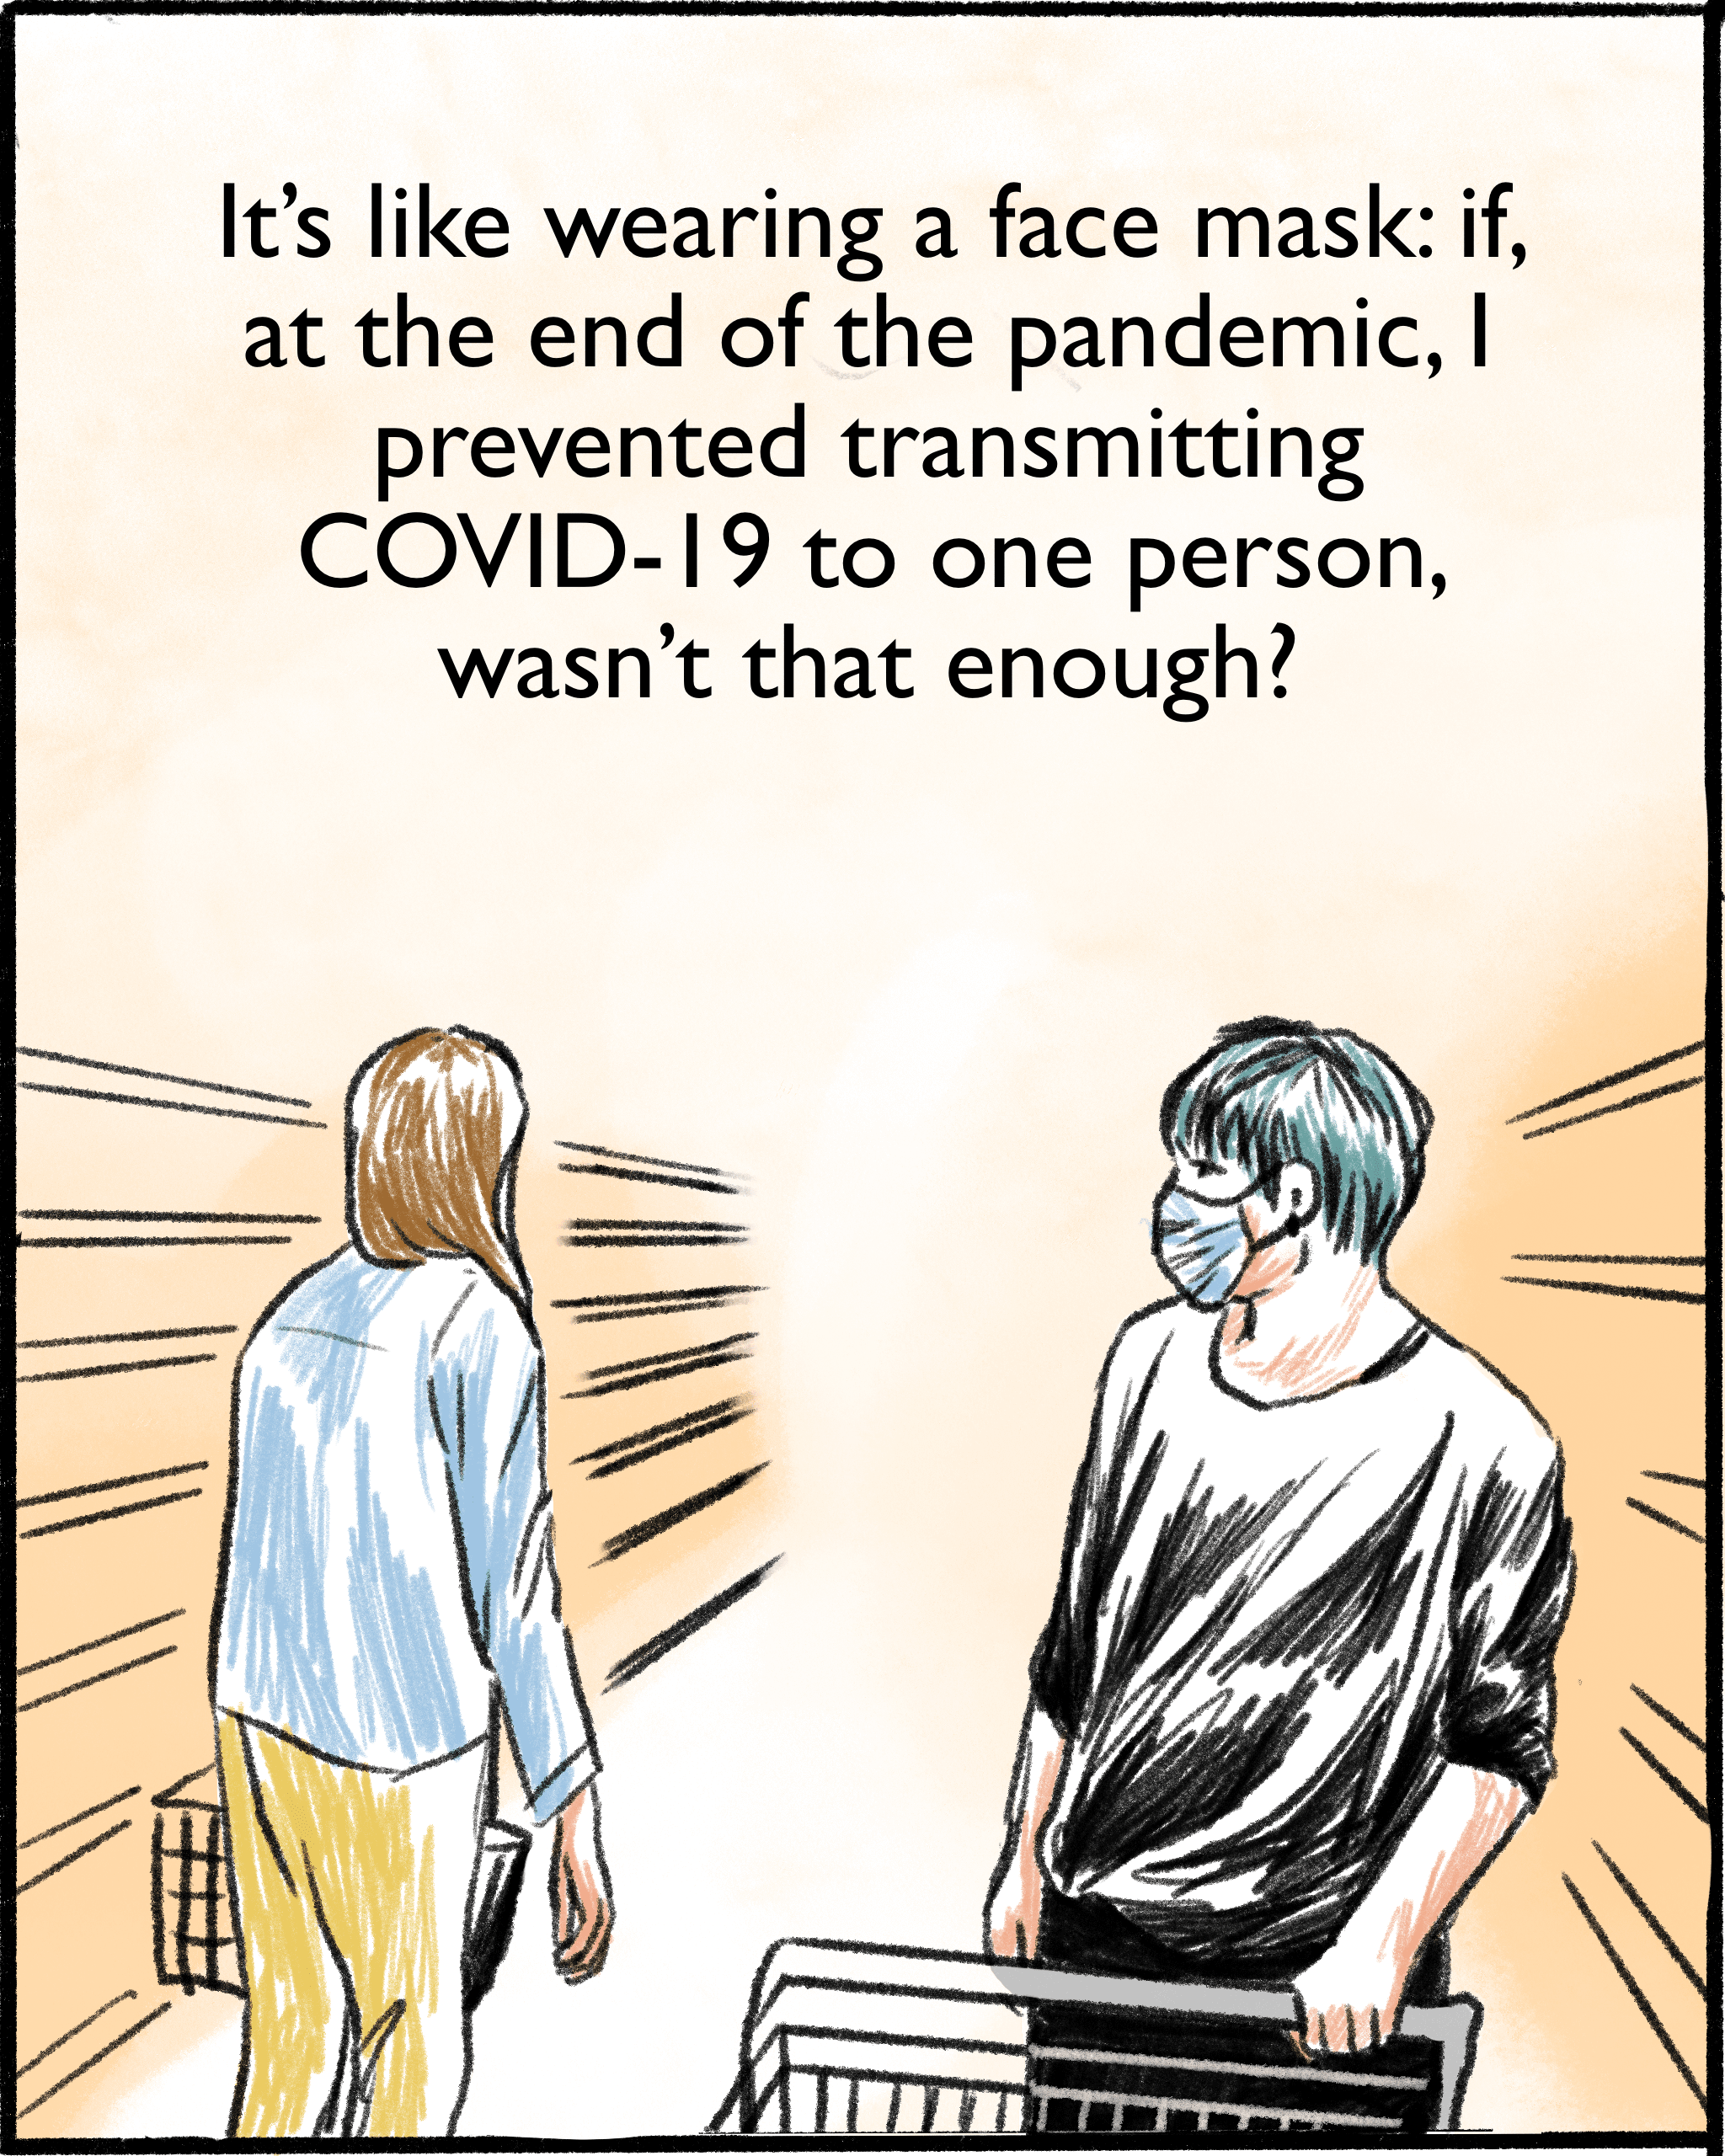 It’s like wearing a face mask: if,
at the end of the pandemic, I
prevented transmitting
COVID-19 to one person,
wasn’t that enough?